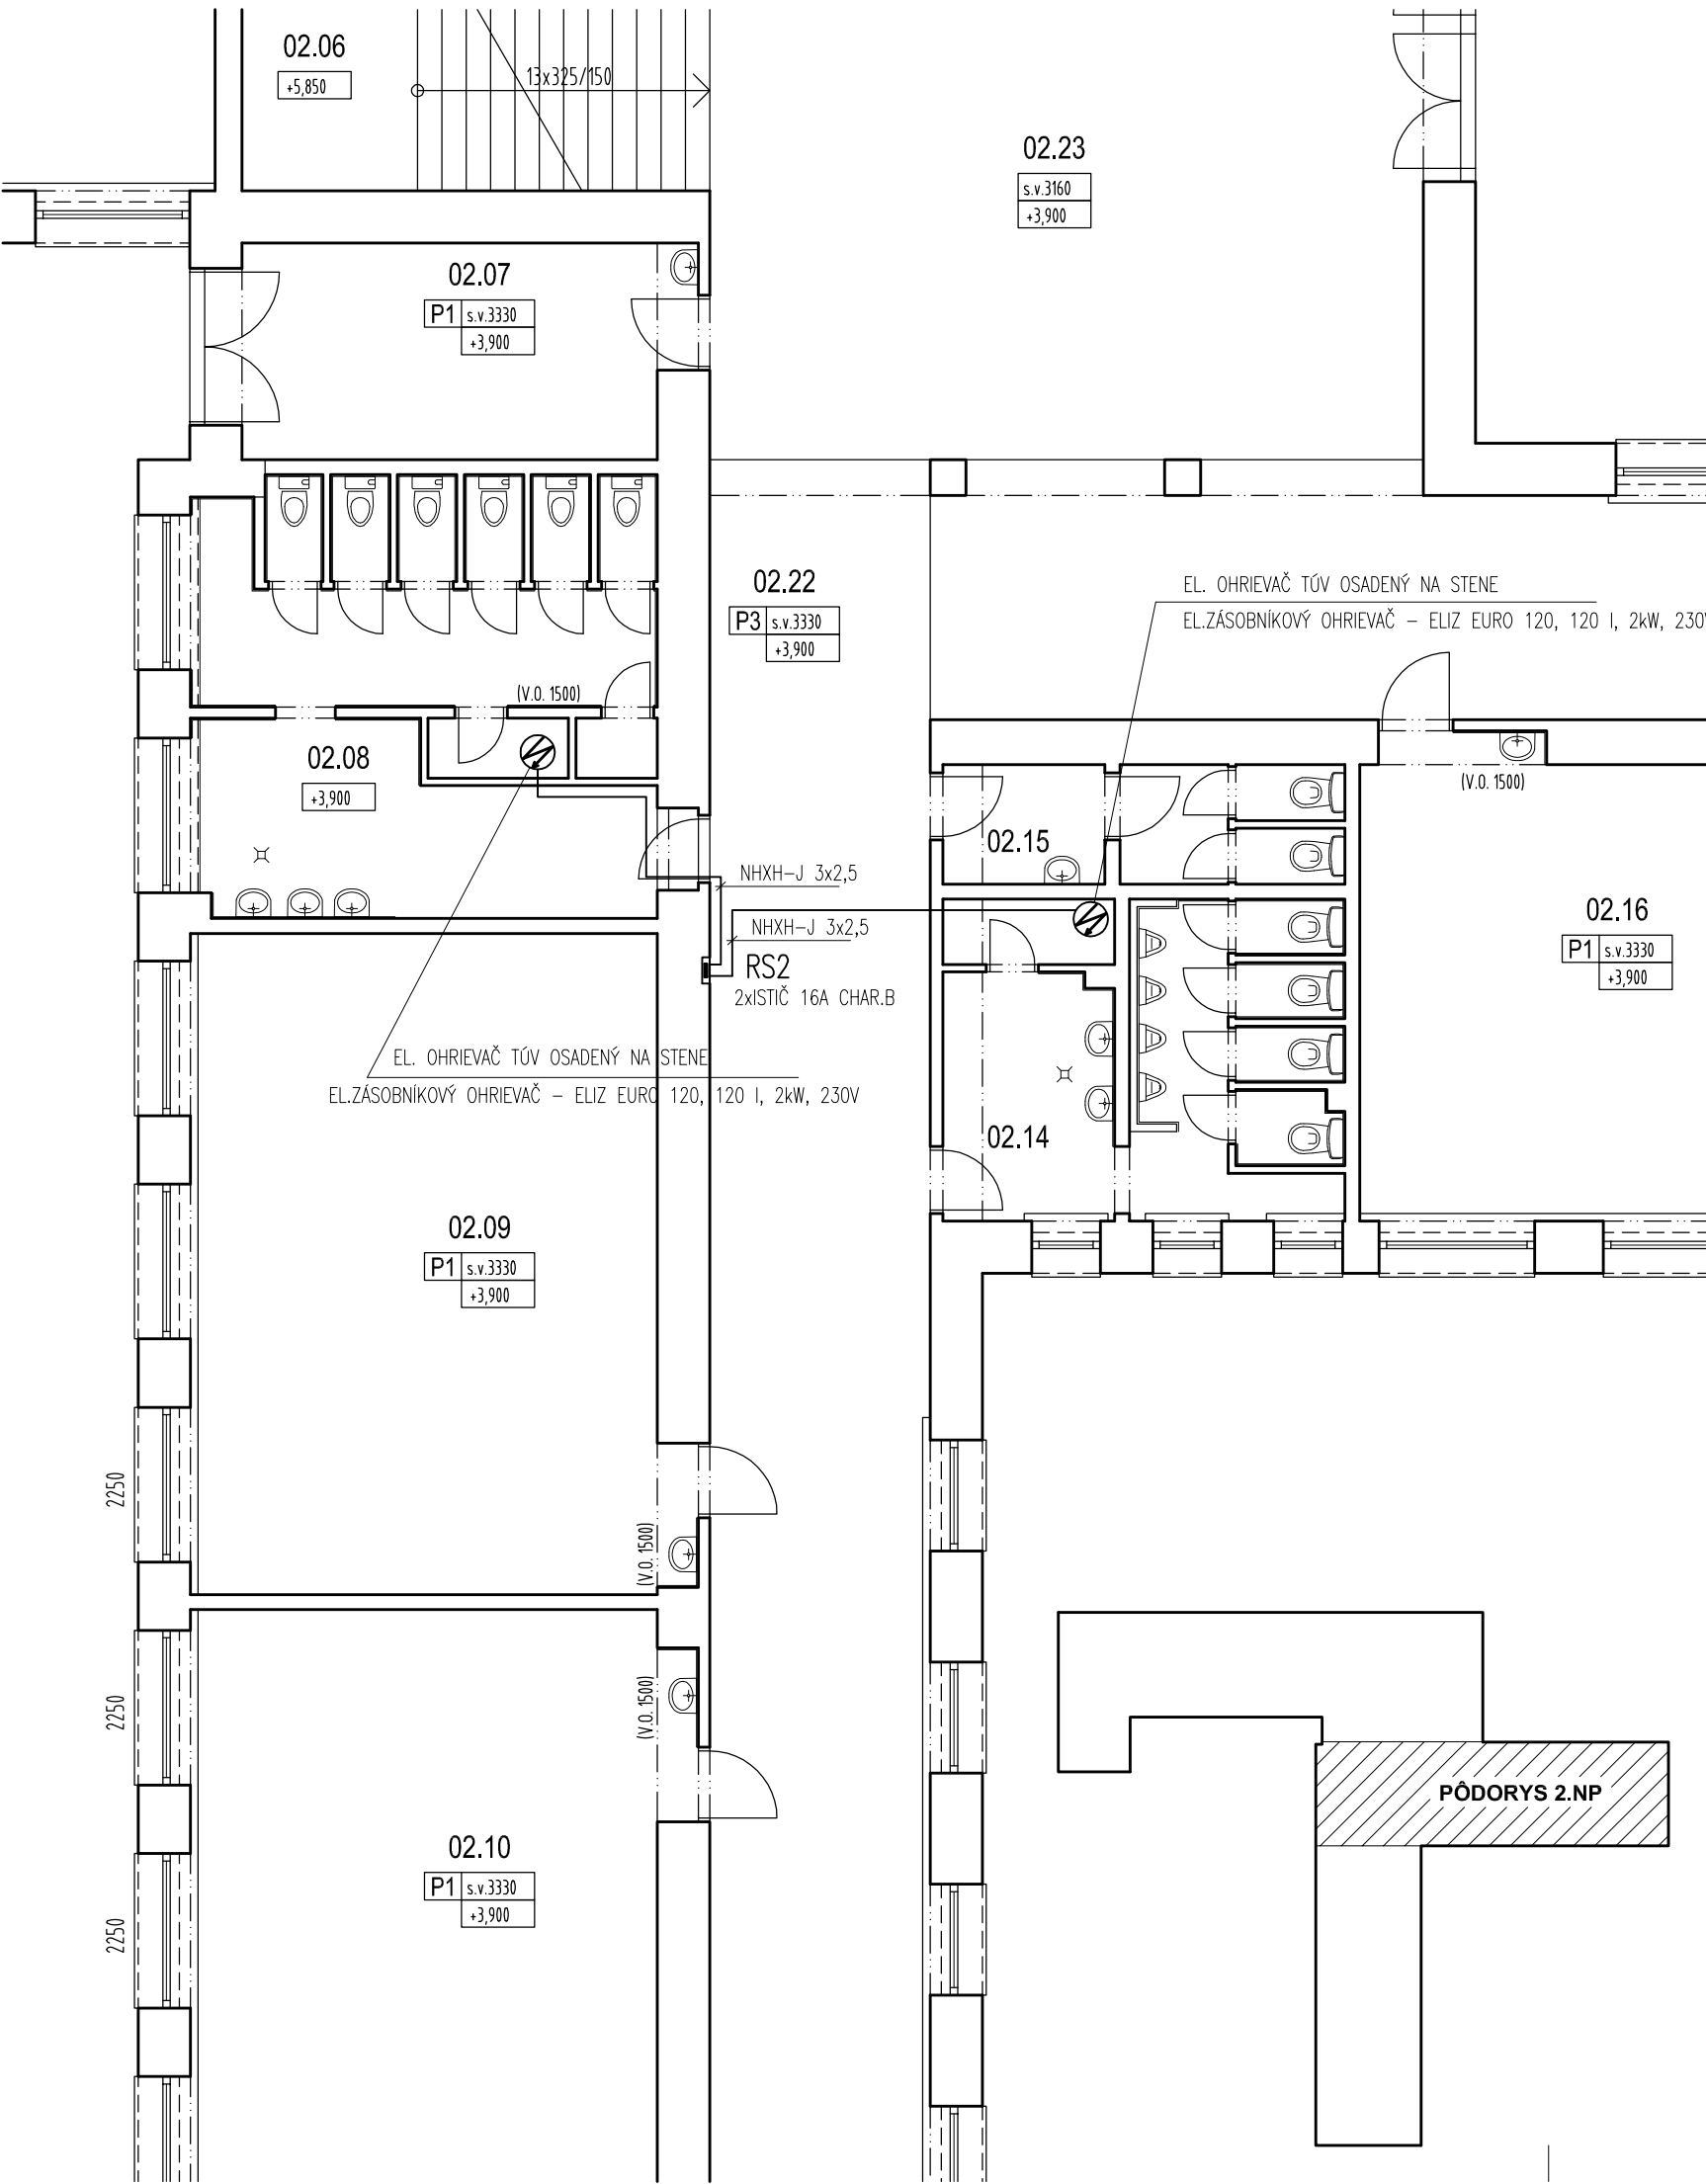 02.06
+5,850
13x325/150
02.23
s.v.3160
+3,900
02.07
P1 s.v.3330
+3,900
02.22
P3 s.v.3330
+3,900
EL. OHRIEVAČ TÚV OSADENÝ NA STENE
EL.ZÁSOBNÍKOVÝ OHRIEVAČ – ELIZ EURO 120, 120 l, 2kW, 230V
(V.O. 1500)
02.08
+3,900
(V.O. 1500)
02.15
NHXH-J 3x2,5
NHXH-J 3x2,5
RS2
2xISTIČ 16A CHAR.B
02.16
P1 s.v.3330
+3,900
EL. OHRIEVAČ TÚV OSADENÝ NA STENE
EL.ZÁSOBNÍKOVÝ OHRIEVAČ – ELIZ EURO 120, 120 l, 2kW, 230V
02.14
02.09
P1 s.v.3330
+3,900
2250
(V.O. 1500)
2250
(V.O. 1500)
PÔDORYS 2.NP
02.10
P1 s.v.3330
+3,900
2250